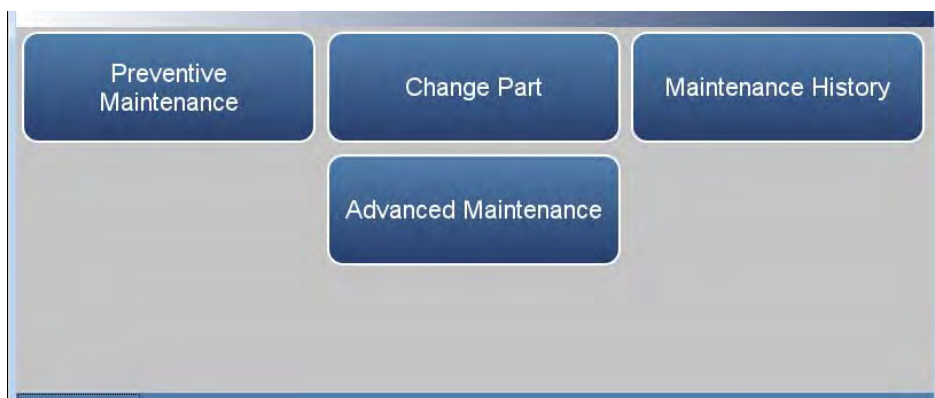 Preventive
Maintenance
Change Part
Maintenance History
Advanced Maintenance